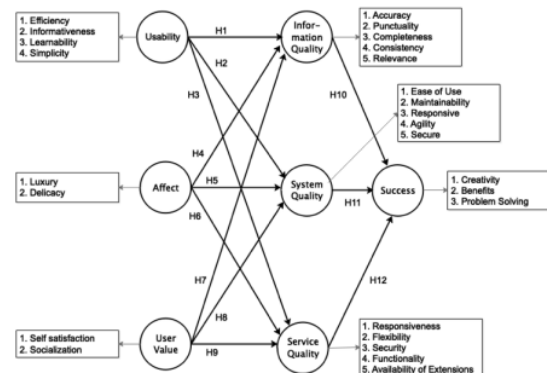 1. Efficiency
2. Informativeness
3. Learnability
4. Simplicity
Usability
H1
H2
H3
Infor-
mation
Quality
1. Accuracy
2. Punctuality
3. Completeness
4. Consistency
5. Relevance
H10
1. Ease of Use
2. Maintainability
3. Responsive
4. Agility
5. Secure
1. Luxury
2. Delicacy
Affect
H4
H5
H6
System
Quality
H11
Success
1. Creativity
2. Benefits
3. Problem Solving
H7
H8
H9
H12
1. Self satisfaction
2. Socialization
User
Value
Service
Quality
1. Responsiveness
2. Flexibility
3. Security
4. Functionality
5. Availability of Extensions